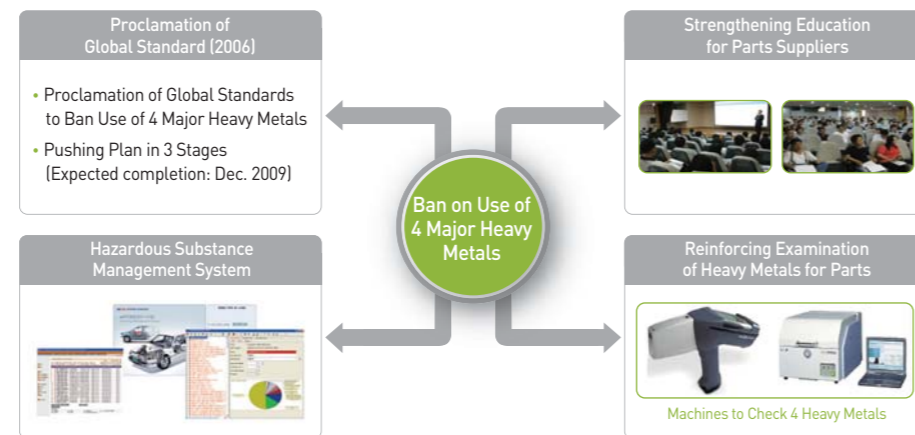 Proclamation of
Global Standard (2006)
• Proclamation of Global Standards
to Ban Use of 4 Major Heavy Metals
• Pushing Plan in 3 Stages
(Expected completion: Dec. 2009)
Strengthening Education
for Parts Suppliers
Ban on Use of
4 Major Heavy
Metals
Hazardous Substance
Management System
Reinforcing Examination
of Heavy Metals for Parts
Machines to Check 4 Heavy Metals